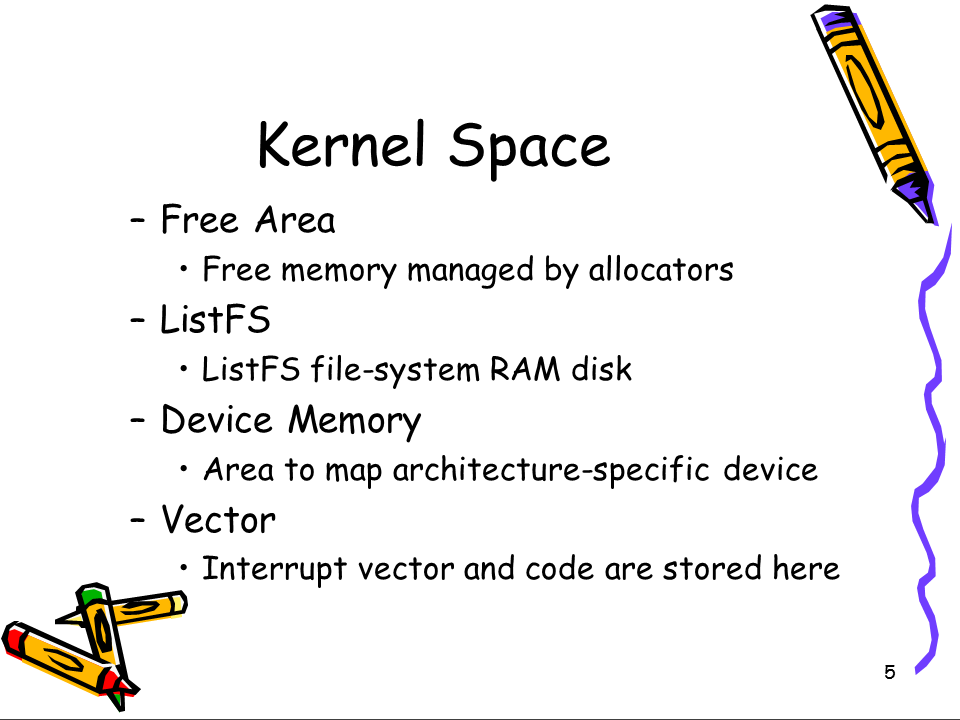 Kernel Space
– Free Area
• Free memory managed by allocators
– ListFS
• ListFS file-system RAM disk
– Device Memory
• Area to map architecture-specific device
– Vector
• Interrupt vector and code are stored here
5